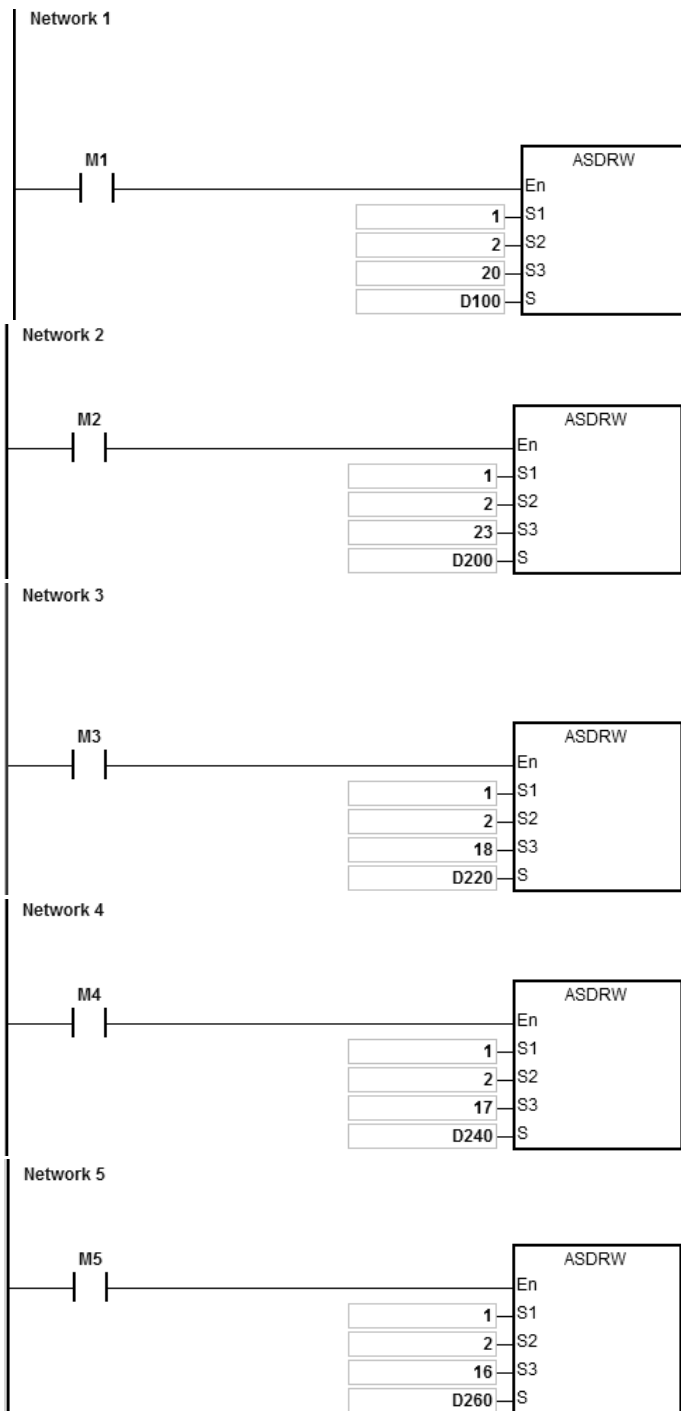 Network 1
M1
ASDRW
En
1 S1
2 S2
20 S3
D100 S
Network 2
M2
ASDRW
En
1 S1
2 S2
23 S3
D200 S
Network 3
M3
ASDRW
En
1 S1
2 S2
18 S3
D220 S
Network 4
M4
ASDRW
En
1 S1
2 S2
17 S3
D240 S
Network 5
M5
ASDRW
En
1 S1
2 S2
16 S3
D260 S